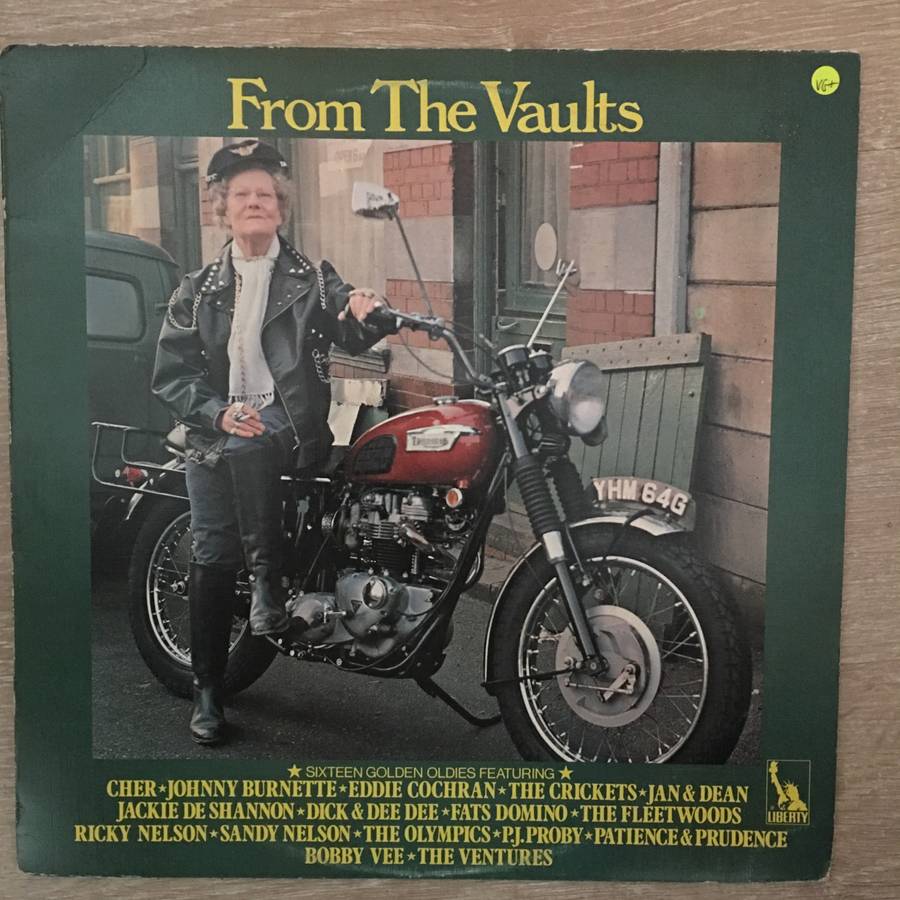 From The Vaults
VG+
TRIUMPH
YHM 64G
★ SIXTEEN GOLDEN OLDIES FEATURING ★
CHER★JOHNNY BURNETTE★EDDIE COCHRAN★THE CRICKETS★JAN & DEAN
JACKIE DE SHANNON★DICK & DEE DEE★FATS DOMINO★THE FLEETWOODS
RICKY NELSON★SANDY NELSON★THE OLYMPICS★P.J.PROBY★PATIENCE & PRUDENCE
BOBBY VEE★THE VENTURES
LIBERTY